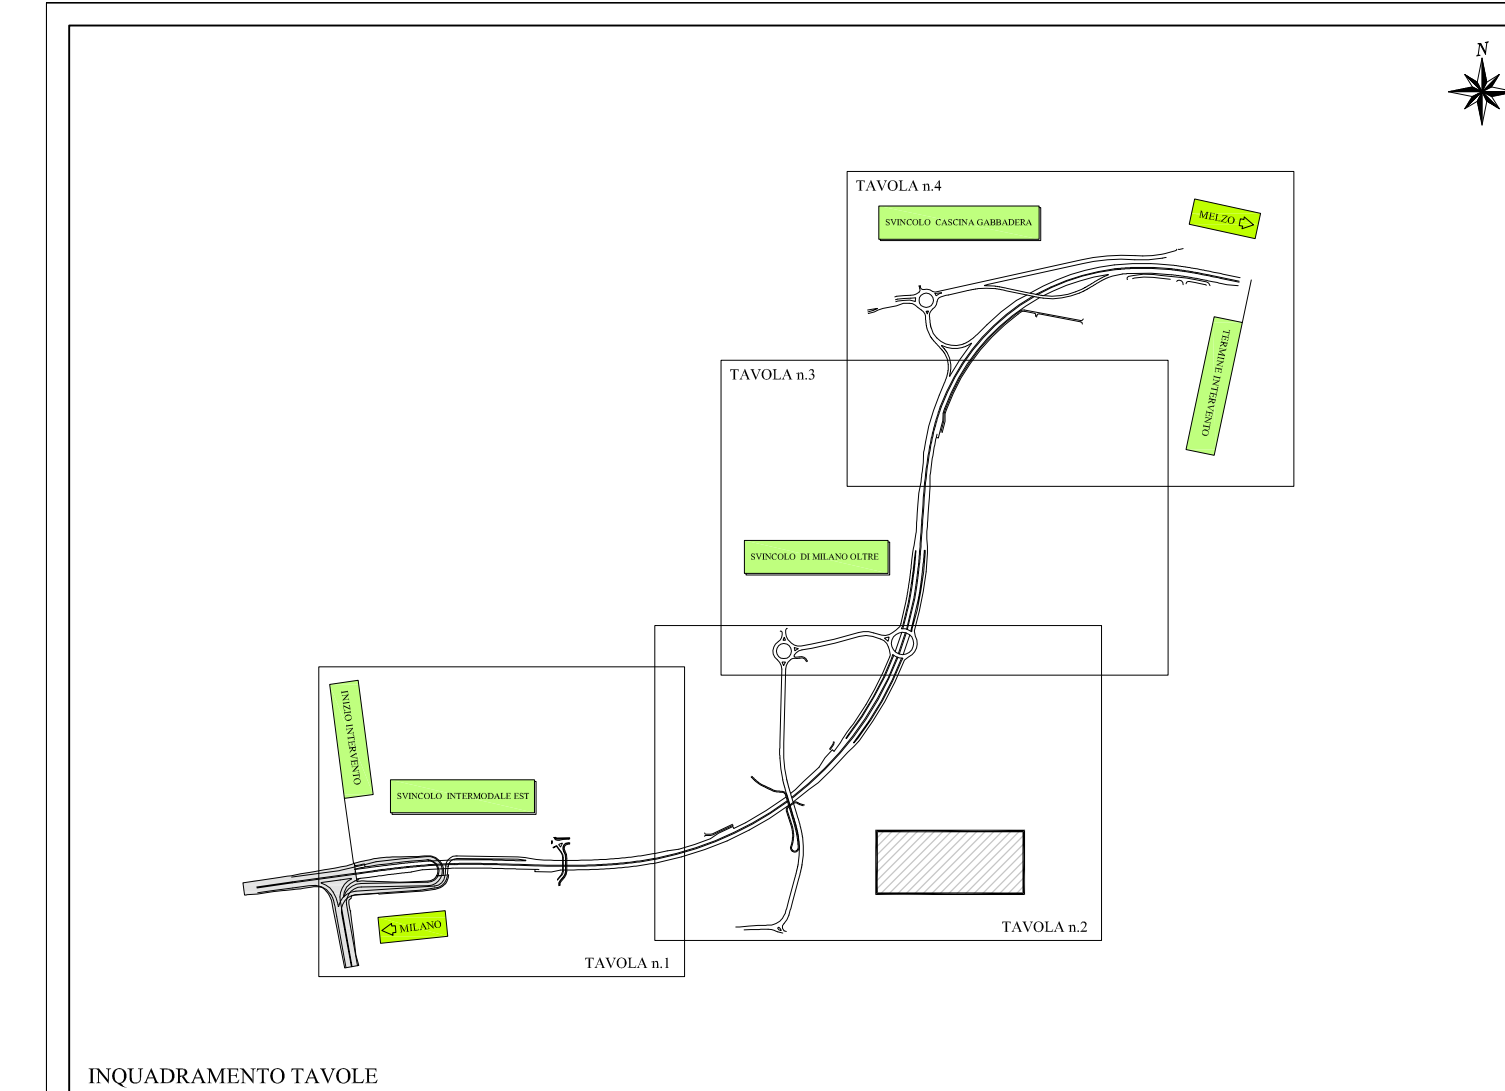 N
TAVOLA n.4
SVINCOLO CASCINA GABBADERA
MELZO
TERMINE INTERVENTO
TAVOLA n.3
SVINCOLO DI MILANO OLTRE
INIZIO INTERVENTO
SVINCOLO INTERMODALE EST
MILANO
TAVOLA n.2
TAVOLA n.1
INQUADRAMENTO TAVOLE